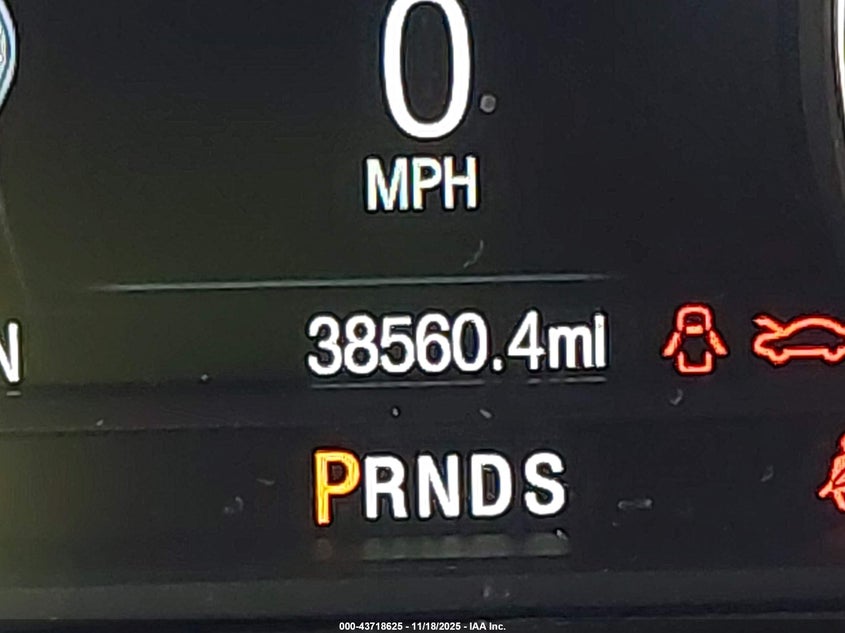 0
MPH
N
38560.4mi
PRNDS
000-43718625 - 11/18/2025 - IAA Inc.